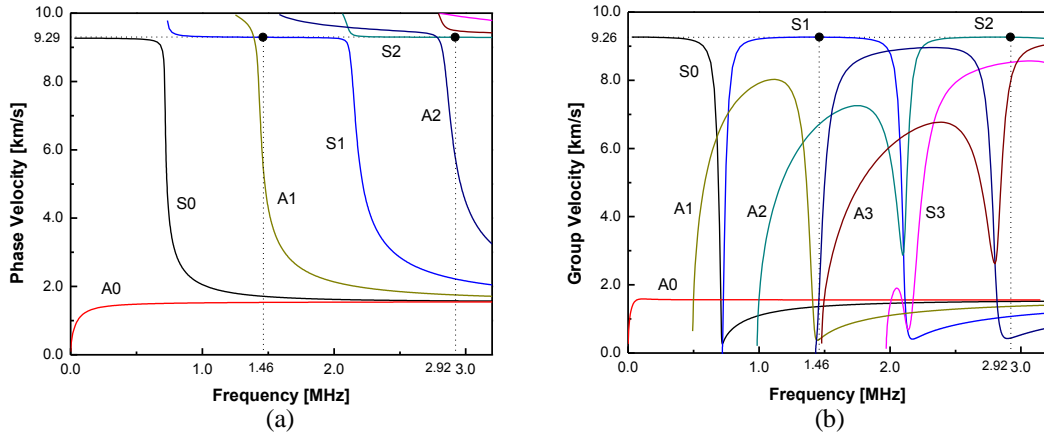 Phase Velocity [km/s]
10.0
9.29
8.0
6.0
4.0
2.0
0.0
S2
A2
S1
S0
A1
A0
0.0
1.0
1.46
2.0
2.92
3.0
Frequency [MHz]
(a)
Group Velocity [km/s]
10.0
9.26
8.0
6.0
4.0
2.0
0.0
S1
S2
S0
A1
A2
A3
S3
A0
0.0
1.0
1.46
2.0
2.92
3.0
Frequency [MHz]
(b)